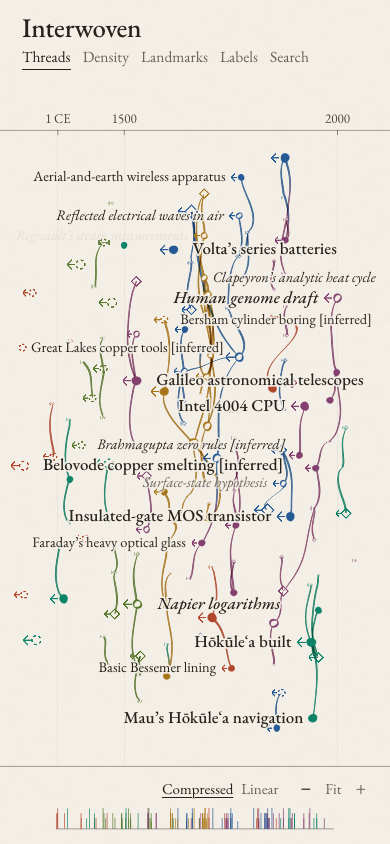 Interwoven
Threads Density Landmarks Labels Search
1 CE 1500 2000
Aerial-and-earth wireless apparatus
Reflected electrical waves in air
Regnault's steam measurements
Volta's series batteries
Clapeyron's analytic heat cycle
Human genome draft
Bersham cylinder boring [inferred]
Great Lakes copper tools [inferred]
Galileo astronomical telescopes
Intel 4004 CPU
Brahmagupta zero rules [inferred]
Belovode copper smelting [inferred]
Surface-state hypothesis
Insulated-gate MOS transistor
Faraday's heavy optical glass
Napier logarithms
Hōkūleʻa built
Basic Bessemer lining
Mau's Hōkūleʻa navigation
Compressed Linear − Fit +